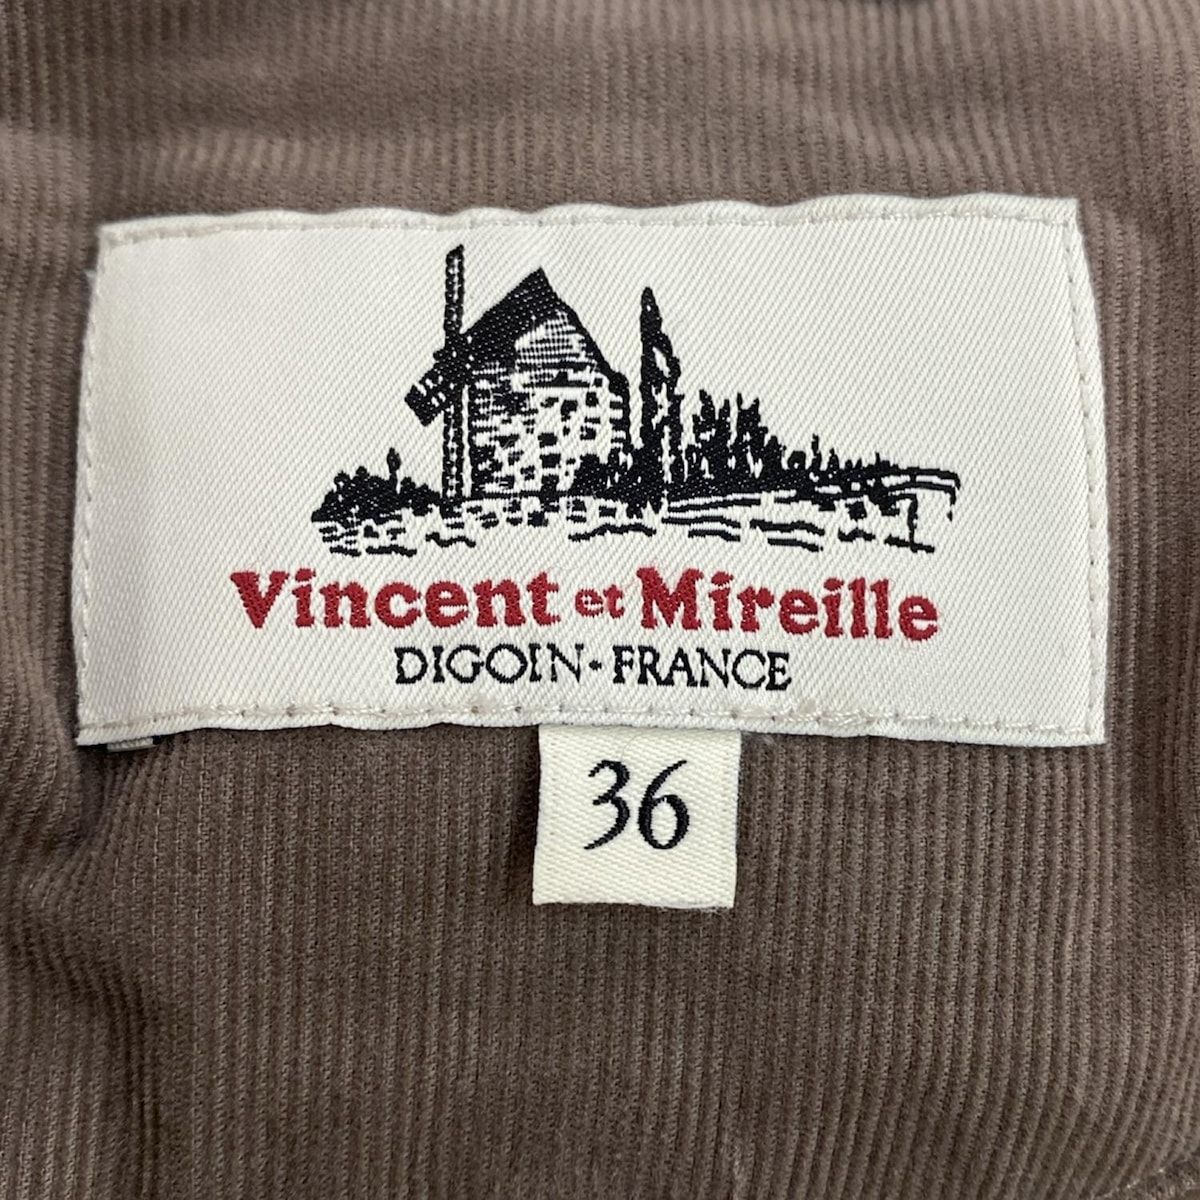 Vincent et Mireille
DIGOIN-FRANCE
36